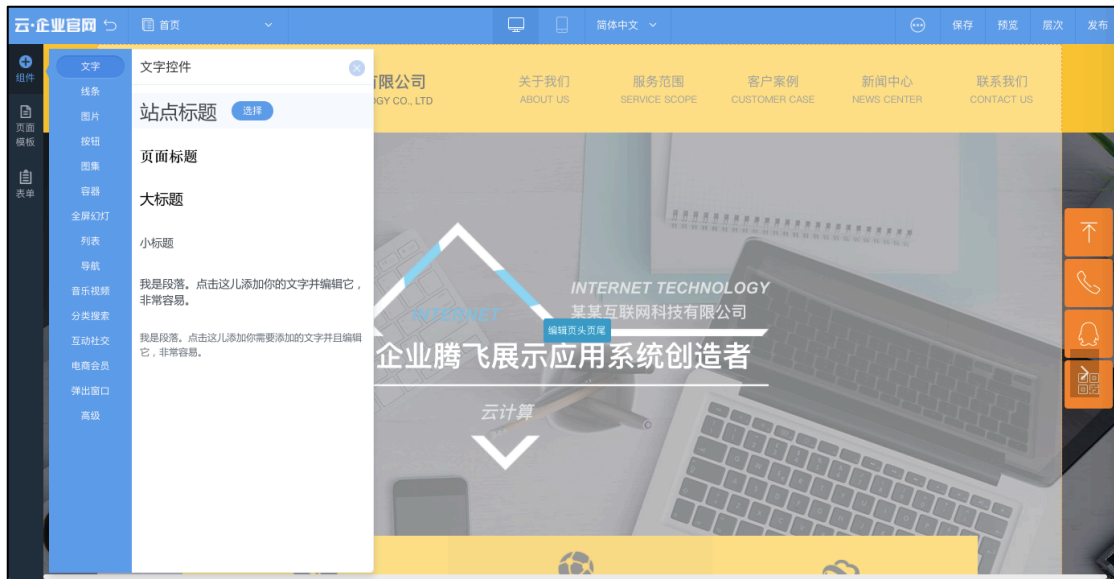 云·企业官网
首页
简体中文
保存
预览
层次
发布
组件
页面
模板
表单
文字
线条
图片
按钮
图集
容器
全屏幻灯
列表
导航
音乐视频
分类搜索
互动社交
电商会员
弹出窗口
高级
文字控件
站点标题 选择
页面标题
大标题
小标题
我是段落。点击这儿添加你的文字并编辑它，
非常容易。
我是段落。点击这儿添加你需要添加的文字并且编辑
它，非常容易。
限公司
GY CO., LTD
关于我们
ABOUT US
服务范围
SERVICE SCOPE
客户案例
CUSTOMER CASE
新闻中心
NEWS CENTER
联系我们
CONTACT US
INTERNET TECHNOLOGY
某某互联网科技有限公司
INTERNET
编辑页头页尾
企业腾飞展示应用系统创造者
云计算